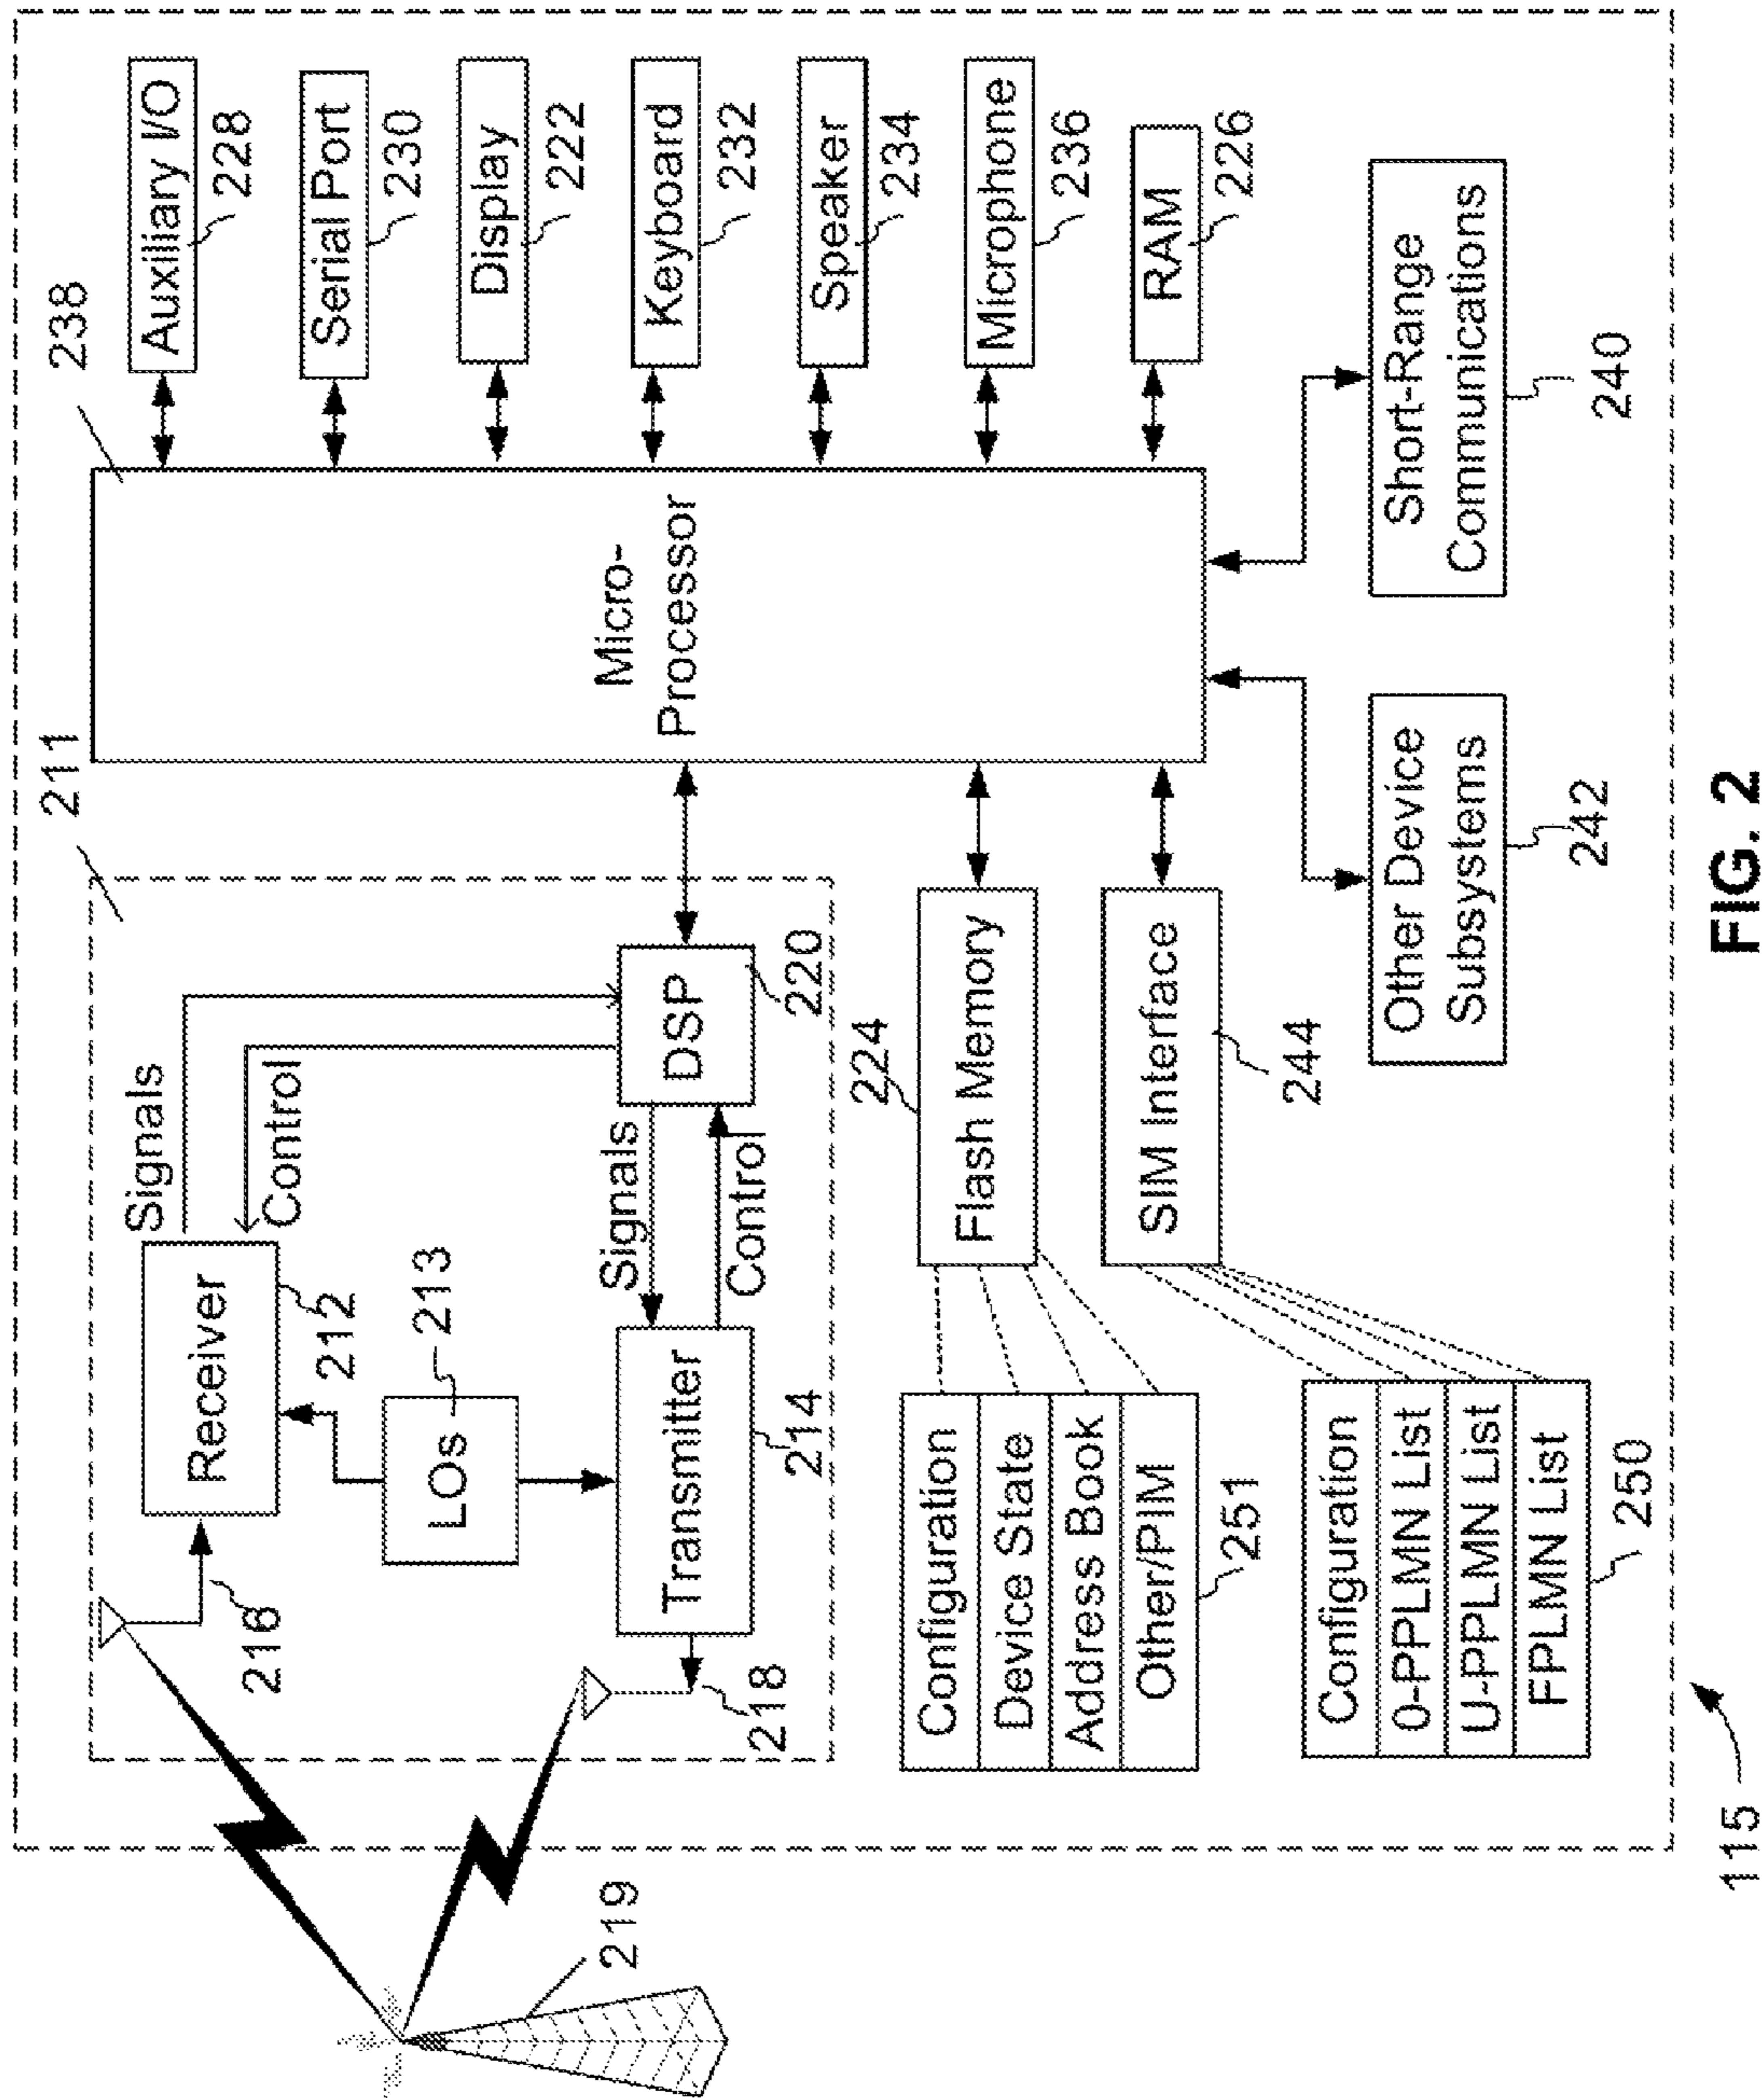 211
238
Signals
Control
Receiver
212
216
LOs
213
Signals
Control
Transmitter
214
218
DSP
220
219
Micro-
Processor
Auxiliary I/O
228
Serial Port
230
Display
222
Keyboard
232
Speaker
234
Microphone
236
RAM
226
224
Flash Memory
Configuration
Device State
Address Book
Other/PIM
251
SIM Interface
244
Configuration
0-PPLMN List
U-PPLMN List
FPLMN List
250
Other Device
Subsystems
242
Short-Range
Communications
240
115
FIG. 2